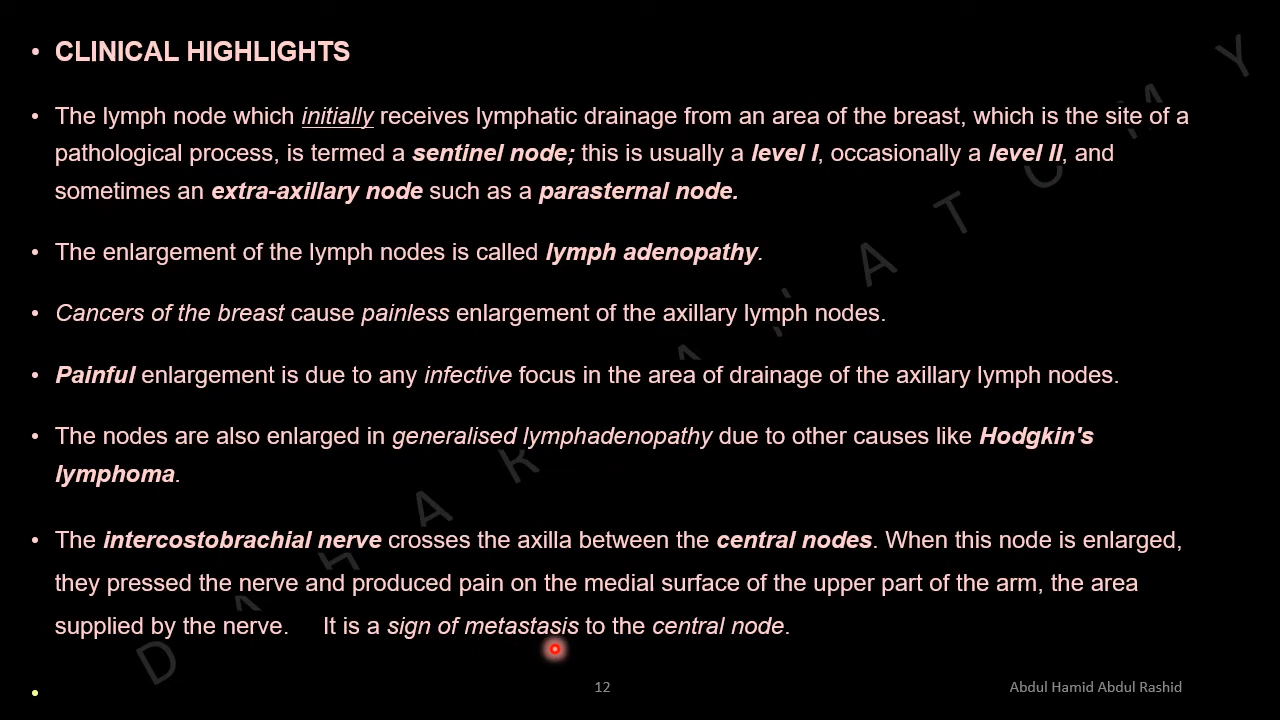 • CLINICAL HIGHLIGHTS
• The lymph node which initially receives lymphatic drainage from an area of the breast, which is the site of a
pathological process, is termed a sentinel node; this is usually a level I, occasionally a level II, and
sometimes an extra-axillary node such as a parasternal node.
• The enlargement of the lymph nodes is called lymph adenopathy.
• Cancers of the breast cause painless enlargement of the axillary lymph nodes.
• Painful enlargement is due to any infective focus in the area of drainage of the axillary lymph nodes.
• The nodes are also enlarged in generalised lymphadenopathy due to other causes like Hodgkin's
lymphoma.
• The intercostobrachial nerve crosses the axilla between the central nodes. When this node is enlarged,
they pressed the nerve and produced pain on the medial surface of the upper part of the arm, the area
supplied by the nerve. It is a sign of metastasis to the central node.
•
12
Abdul Hamid Abdul Rashid